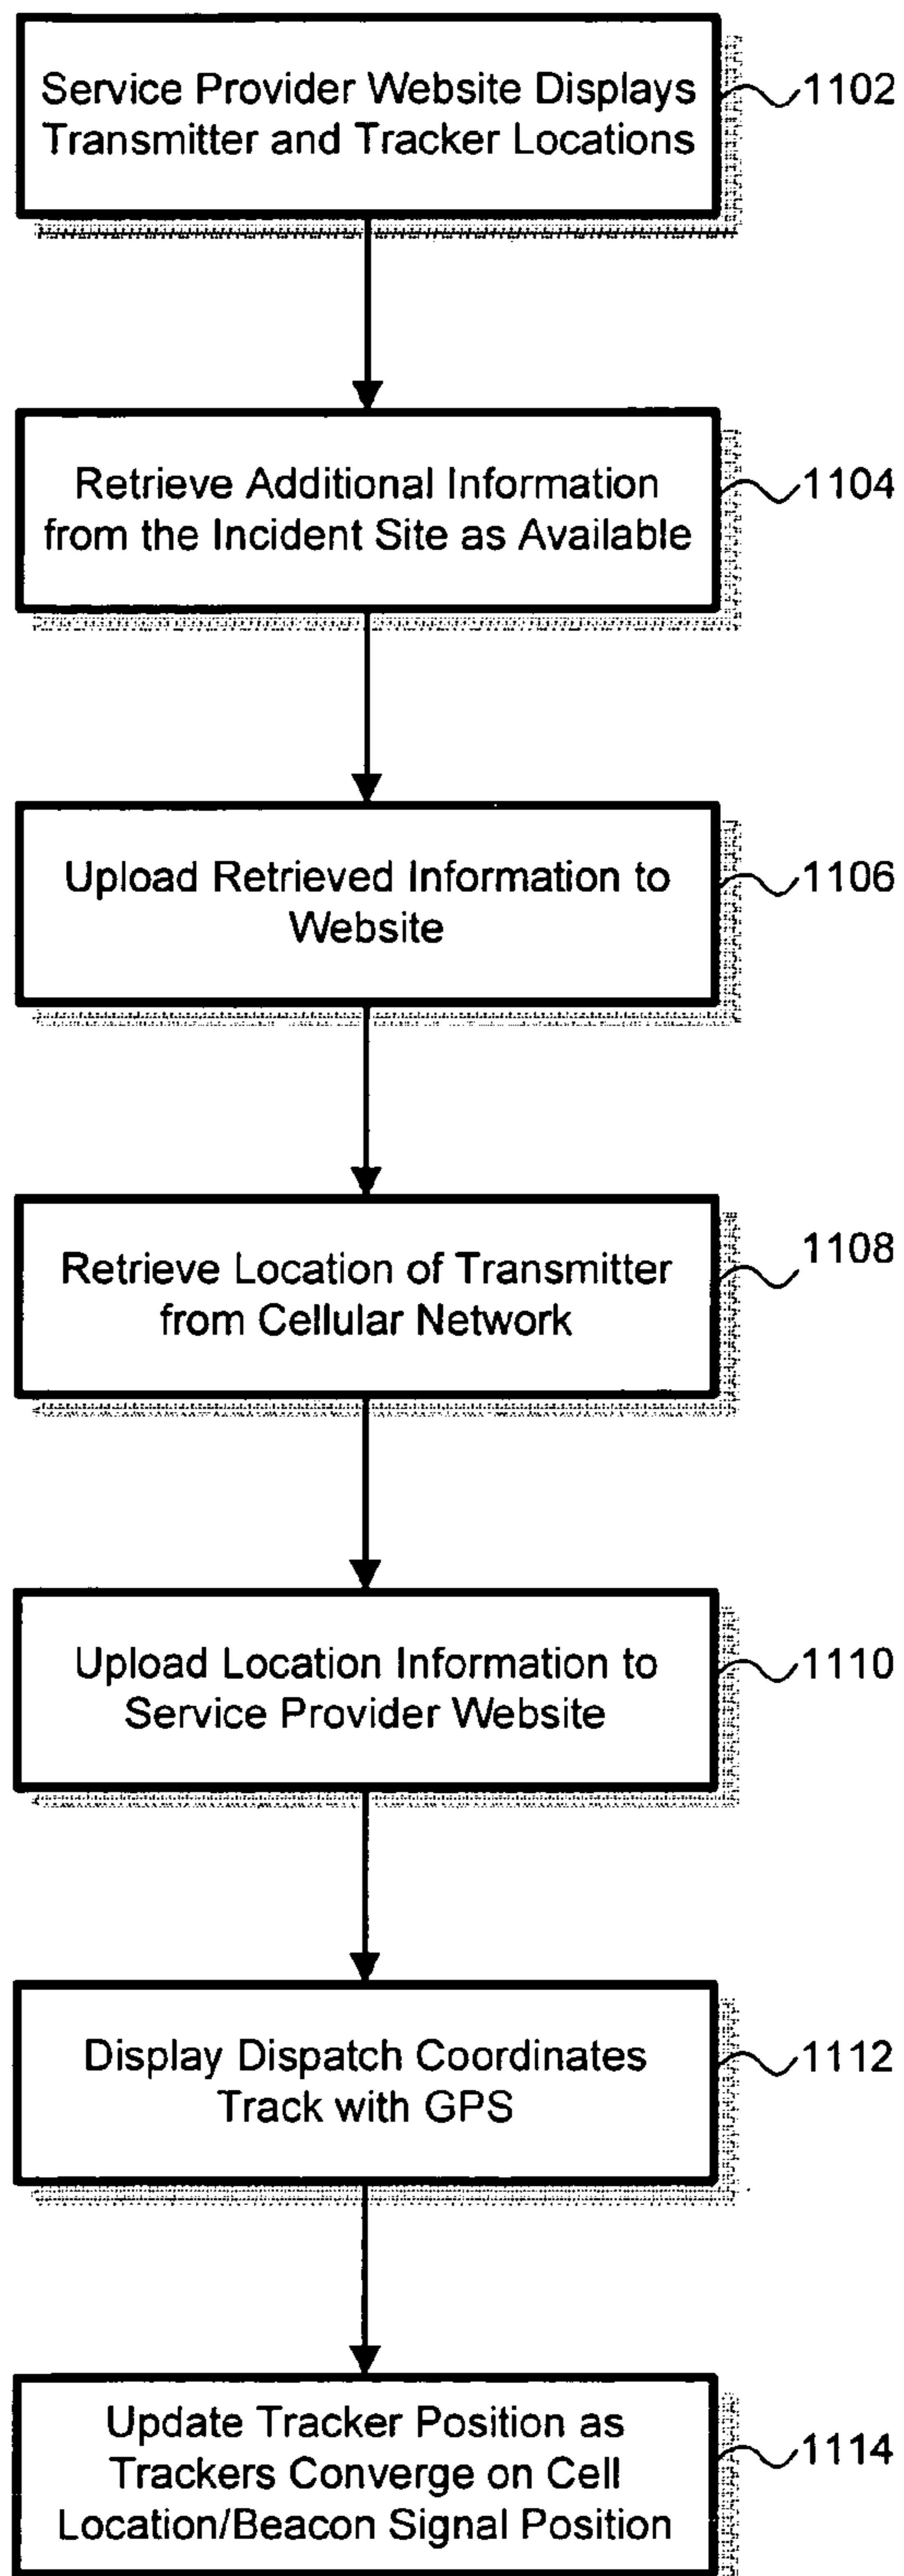 Service Provider Website Displays
Transmitter and Tracker Locations
1102
Retrieve Additional Information
from the Incident Site as Available
1104
Upload Retrieved Information to
Website
1106
Retrieve Location of Transmitter
from Cellular Network
1108
Upload Location Information to
Service Provider Website
1110
Display Dispatch Coordinates
Track with GPS
1112
Update Tracker Position as
Trackers Converge on Cell
Location/Beacon Signal Position
1114